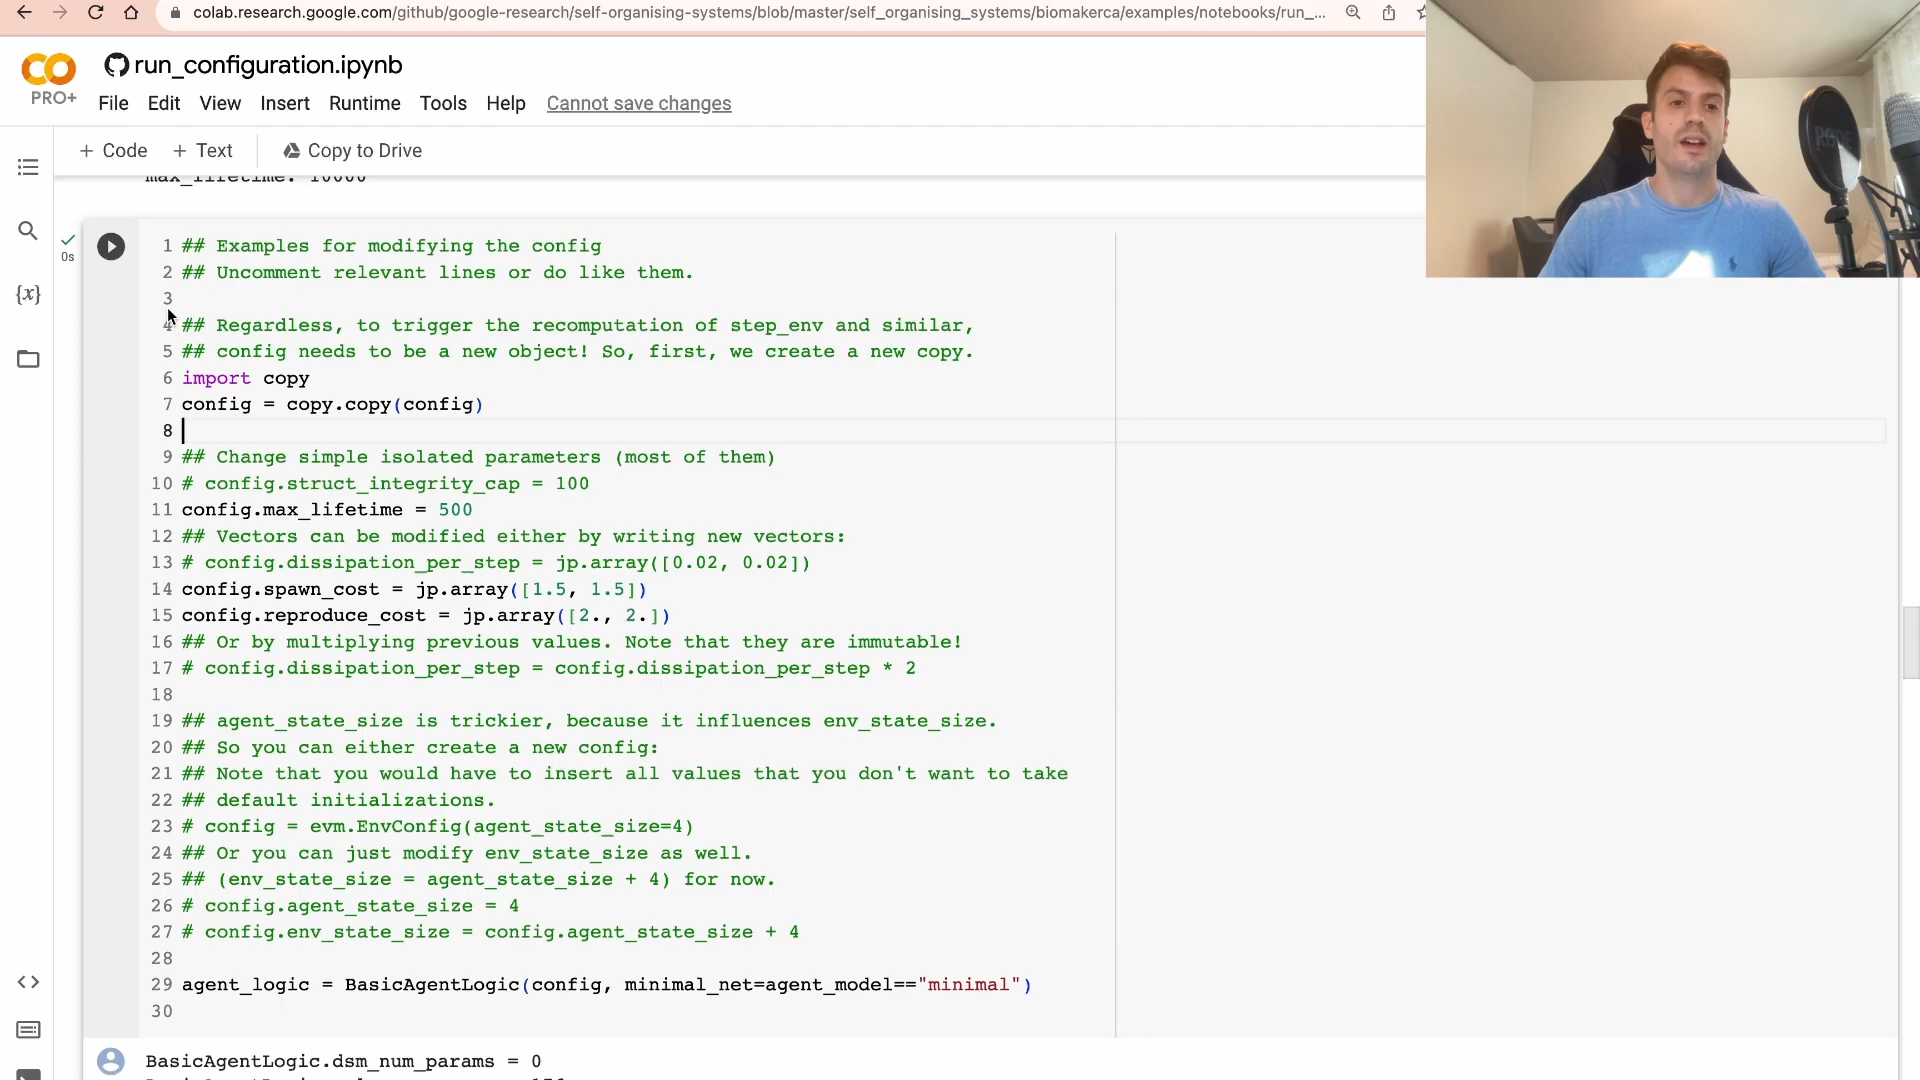 colab.research.google.com/github/google-research/self-organising-systems/blob/master/self_organising_systems/biomakerca/examples/notebooks/run_...
run_configuration.ipynb
PRO+
File Edit View Insert Runtime Tools Help Cannot save changes
+ Code + Text Copy to Drive
max_lifetime: 10000
0s
1 ## Examples for modifying the config
2 ## Uncomment relevant lines or do like them.
3
4 ## Regardless, to trigger the recomputation of step_env and similar,
5 ## config needs to be a new object! So, first, we create a new copy.
6 import copy
7 config = copy.copy(config)
8
9 ## Change simple isolated parameters (most of them)
10 # config.struct_integrity_cap = 100
11 config.max_lifetime = 500
12 ## Vectors can be modified either by writing new vectors:
13 # config.dissipation_per_step = jp.array([0.02, 0.02])
14 config.spawn_cost = jp.array([1.5, 1.5])
15 config.reproduce_cost = jp.array([2., 2.])
16 ## Or by multiplying previous values. Note that they are immutable!
17 # config.dissipation_per_step = config.dissipation_per_step * 2
18
19 ## agent_state_size is trickier, because it influences env_state_size.
20 ## So you can either create a new config:
21 ## Note that you would have to insert all values that you don't want to take
22 ## default initializations.
23 # config = evm.EnvConfig(agent_state_size=4)
24 ## Or you can just modify env_state_size as well.
25 ## (env_state_size = agent_state_size + 4) for now.
26 # config.agent_state_size = 4
27 # config.env_state_size = config.agent_state_size + 4
28
29 agent_logic = BasicAgentLogic(config, minimal_net=agent_model=="minimal")
30
BasicAgentLogic.dsm_num_params = 0
RODE